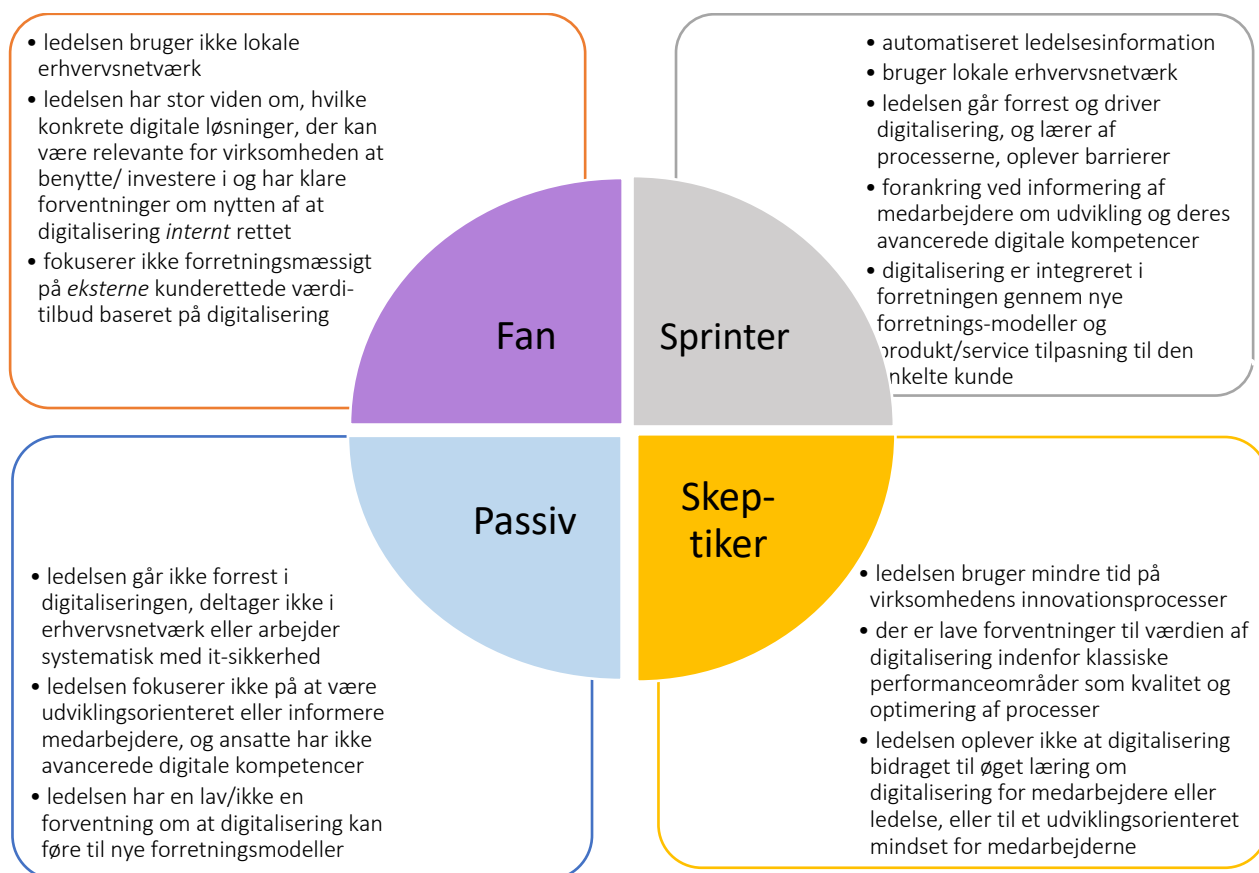 • ledelsen bruger ikke lokale
erhvervsnetværk
• ledelsen har stor viden om, hvilke
konkrete digitale løsninger, der kan
være relevante for virksomheden at
benytte/ investere i og har klare
forventninger om nytten af at
digitalisering internt rettet
• fokuserer ikke forretningsmæssigt
på eksterne kunderettede værdi-
tilbud baseret på digitalisering
• automatiseret ledelsesinformation
• bruger lokale erhvervsnetværk
• ledelsen går forrest og driver
digitalisering, og lærer af
processerne, oplever barrierer
• forankring ved informering af
medarbejdere om udvikling og deres
avancerede digitale kompetencer
• digitalisering er integreret i
forretningen gennem nye
forretnings-modeller og
produkt/service tilpasning til den
enkelte kunde
Fan
Sprinter
Passiv
Skep-
tiker
• ledelsen går ikke forrest i
digitaliseringen, deltager ikke i
erhvervsnetværk eller arbejder
systematisk med it-sikkerhed
• ledelsen fokuserer ikke på at være
udviklingsorienteret eller informere
medarbejdere, og ansatte har ikke
avancerede digitale kompetencer
• ledelsen har en lav/ikke en
forventning om at digitalisering kan
føre til nye forretningsmodeller
• ledelsen bruger mindre tid på
virksomhedens innovationsprocesser
• der er lave forventninger til værdien af
digitalisering indenfor klassiske
performanceområder som kvalitet og
optimering af processer
• ledelsen oplever ikke at digitalisering
bidraget til øget læring om
digitalisering for medarbejdere eller
ledelse, eller til et udviklingsorienteret
mindset for medarbejderne